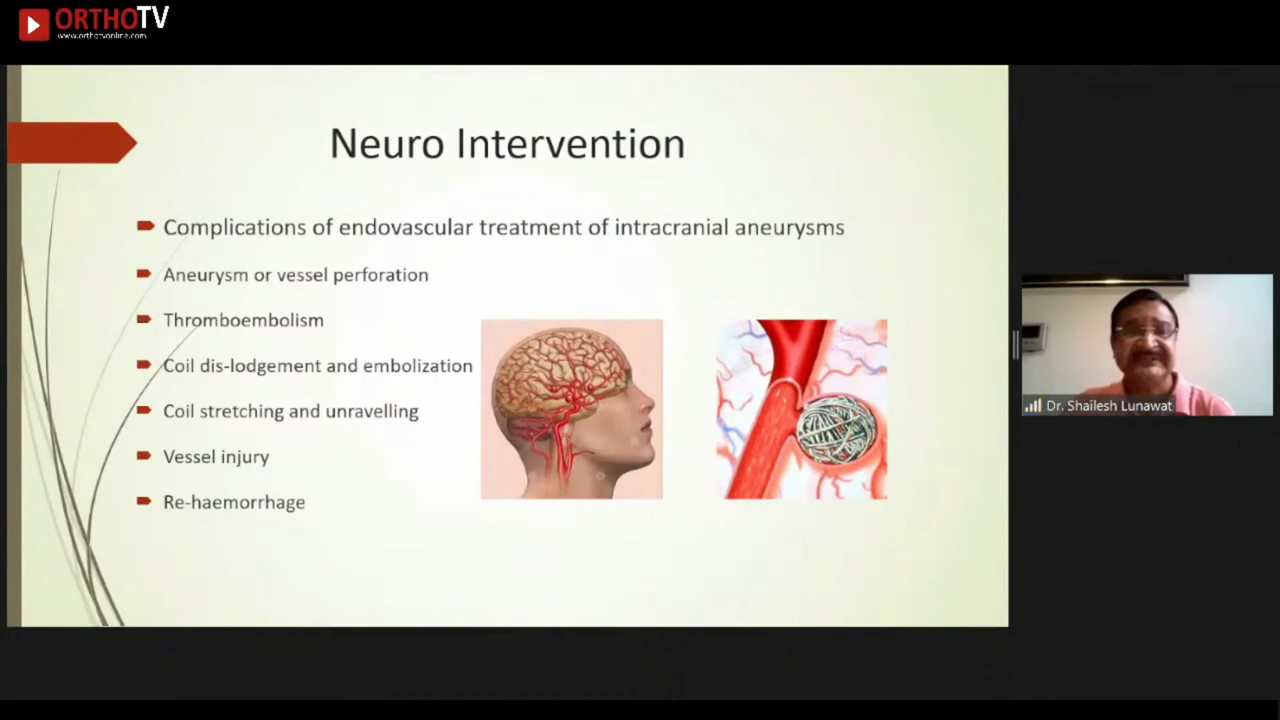 ORTHOTV
www.orthotvonline.com
Neuro Intervention
Complications of endovascular treatment of intracranial aneurysms
Aneurysm or vessel perforation
Thromboembolism
Coil dis-lodgement and embolization
Coil stretching and unravelling
Vessel injury
Re-haemorrhage
Dr. Shailesh Lunawat